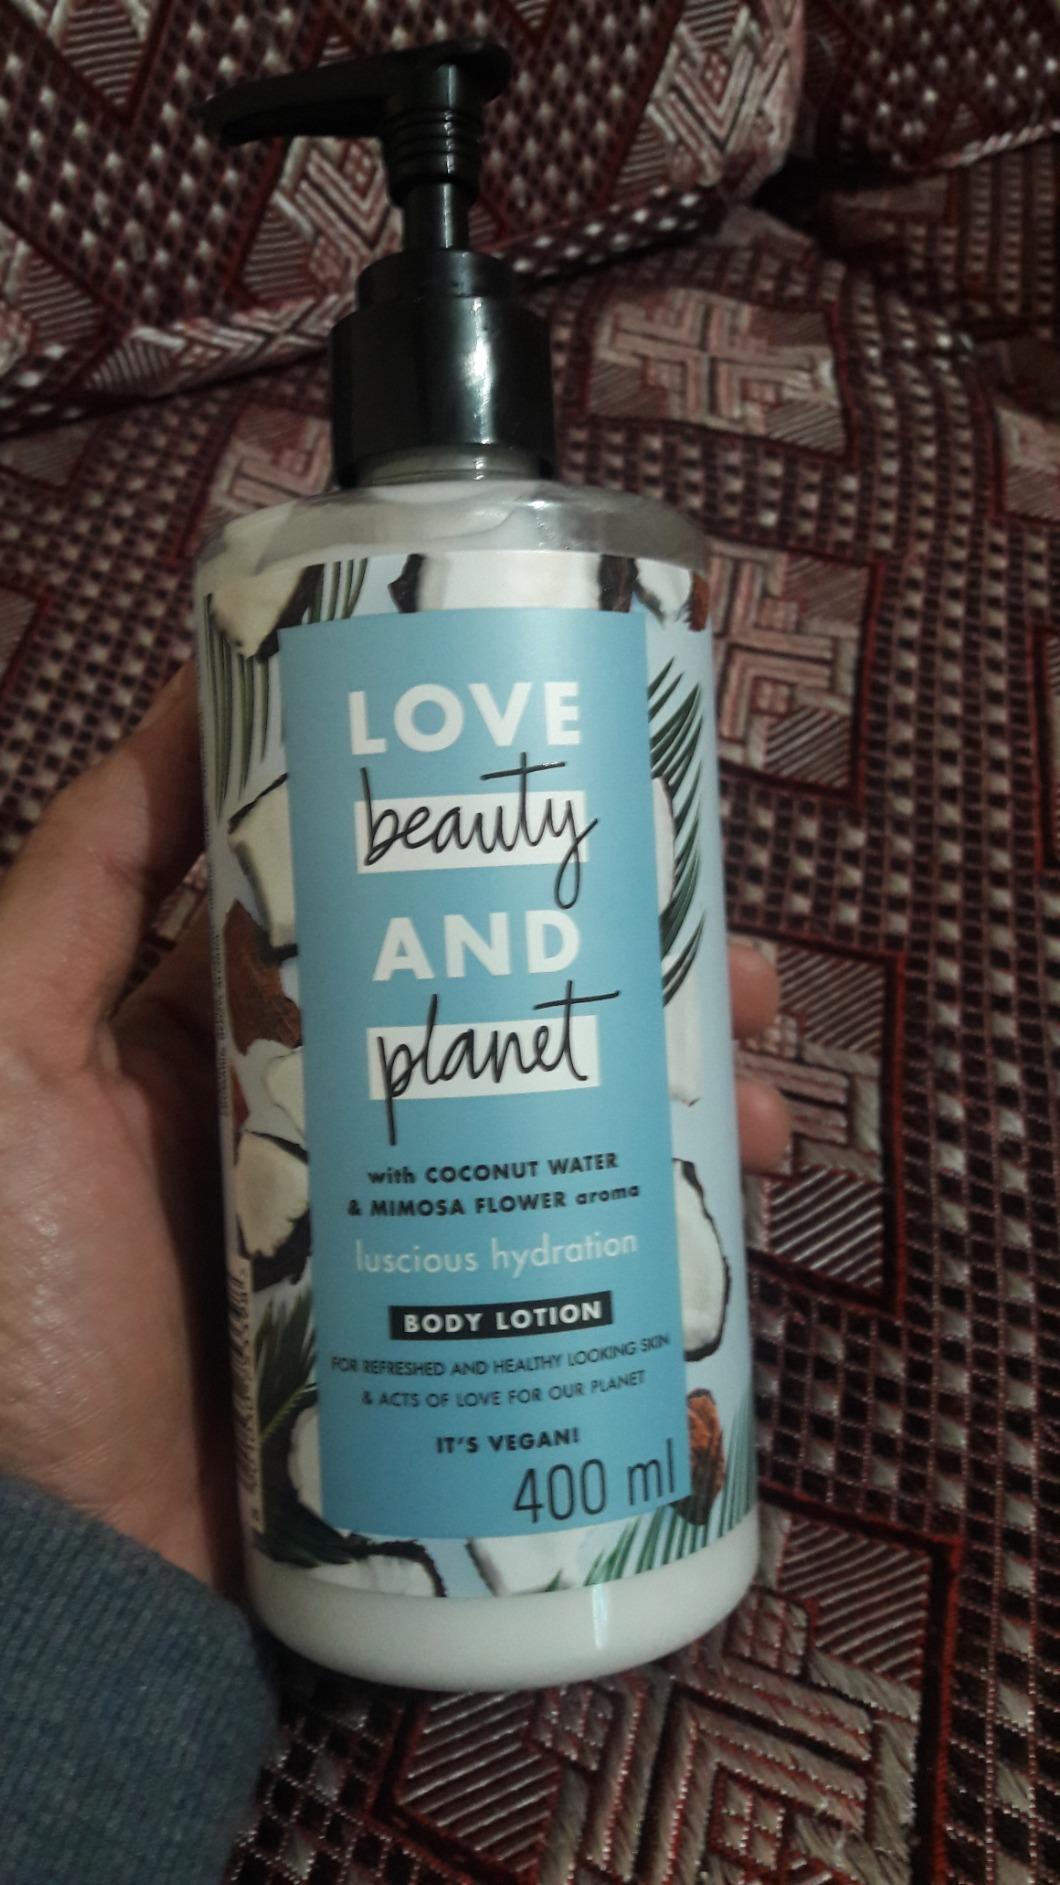 LOVE
beauty
AND
planet
with COCONUT WATER
& MIMOSA FLOWER aroma
luscious hydration
BODY LOTION
FOR REFRESHED AND HEALTHY LOOKING SKIN
& ACTS OF LOVE FOR OUR PLANET
IT'S VEGAN!
400 ml